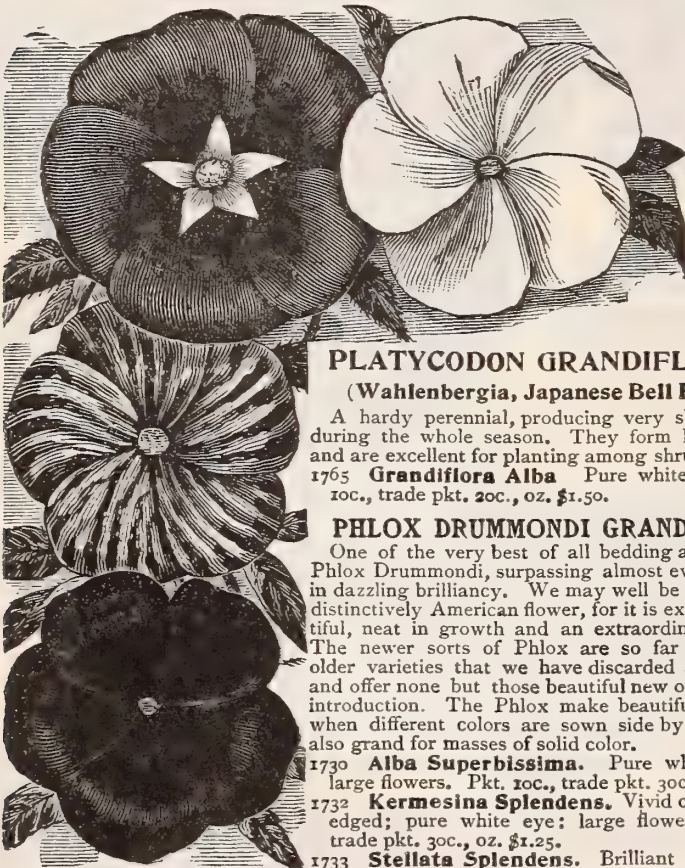 PLATYCODON GRANDIFL
(Wahlenbergia, Japanese Bell
A hardy perennial, producing very s
during the whole season. They form
and are excellent for planting among shru
1765 Grandiflora Alba Pure white
10c., trade pkt. 20c., oz. $1.50.
PHLOX DRUMMONDI GRAND
One of the very best of all bedding a
Phlox Drummondi, surpassing almost ev
in dazzling brilliancy. We may well be
distinctively American flower, for it is ex
tiful, neat in growth and an extraordin
The newer sorts of Phlox are so far
older varieties that we have discarded
and offer none but those beautiful new o
introduction. The Phlox make beautifu
when different colors are sown side by
also grand for masses of solid color.
1730 Alba Superbissima. Pure wh
large flowers. Pkt. 10c., trade pkt. 30c
1732 Kermesina Splendens. Vivid c
edged; pure white eye; large flowe
trade pkt. 30c., oz. $1.25.
1733 Stellata Splendens. Brilliant